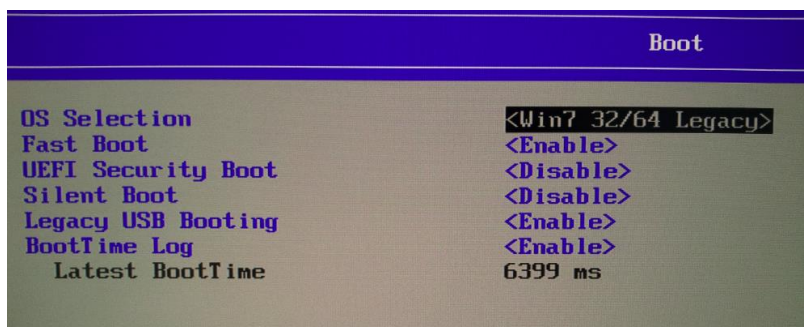 Boot
OS Selection <Win7 32/64 Legacy>
Fast Boot <Enable>
UEFI Security Boot <Disable>
Silent Boot <Disable>
Legacy USB Booting <Enable>
BootTime Log <Enable>
Latest BootTime 6399 ms